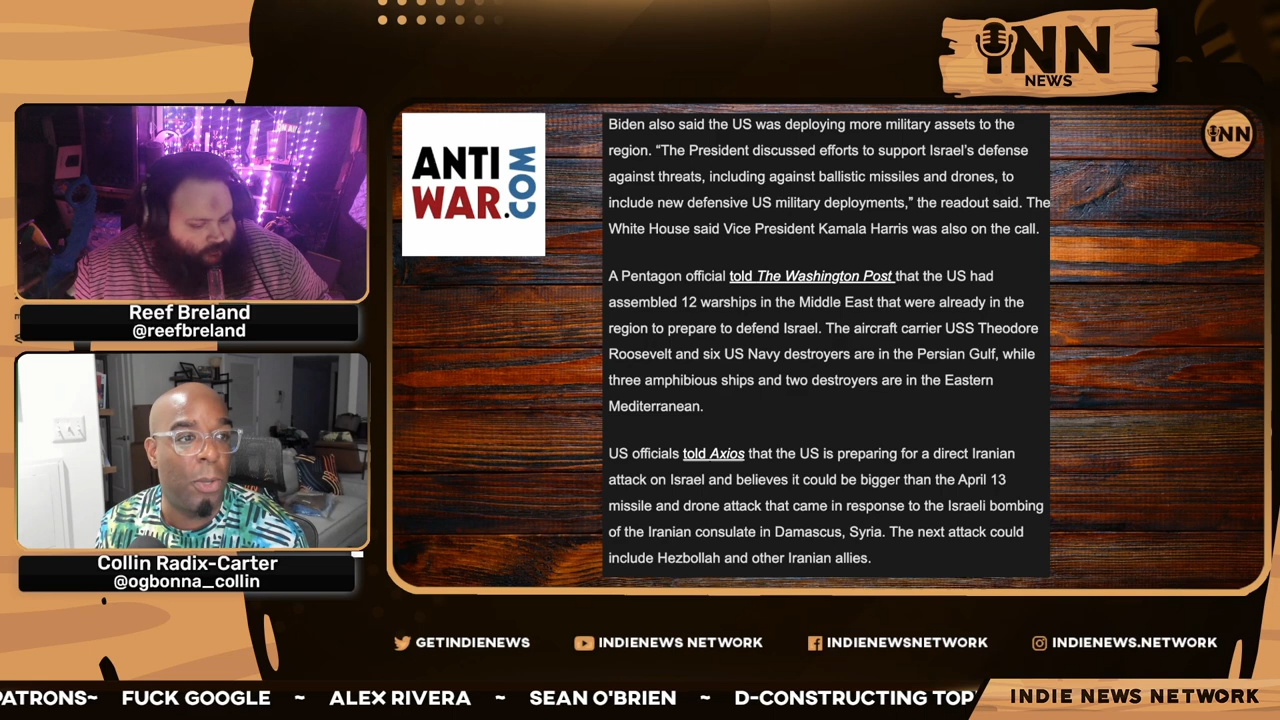 INN
NEWS
INN
ANTI
WAR.COM
Biden also said the US was deploying more military assets to the
region. “The President discussed efforts to support Israel’s defense
against threats, including against ballistic missiles and drones, to
include new defensive US military deployments,” the readout said. The
White House said Vice President Kamala Harris was also on the call.
A Pentagon official told The Washington Post that the US had
assembled 12 warships in the Middle East that were already in the
region to prepare to defend Israel. The aircraft carrier USS Theodore
Roosevelt and six US Navy destroyers are in the Persian Gulf, while
three amphibious ships and two destroyers are in the Eastern
Mediterranean.
US officials told Axios that the US is preparing for a direct Iranian
attack on Israel and believes it could be bigger than the April 13
missile and drone attack that came in response to the Israeli bombing
of the Iranian consulate in Damascus, Syria. The next attack could
include Hezbollah and other Iranian allies.
Reef Breland
@reefbreland
Collin Radix-Carter
@ogbonna_collin
GETINDIENEWS
INDIENEWS NETWORK
INDIENEWSNETWORK
INDIENEWS.NETWORK
PATRONS~ FUCK GOOGLE ~ ALEX RIVERA ~ SEAN O'BRIEN ~ D-CONSTRUCTING TOP
INDIE NEWS NETWORK